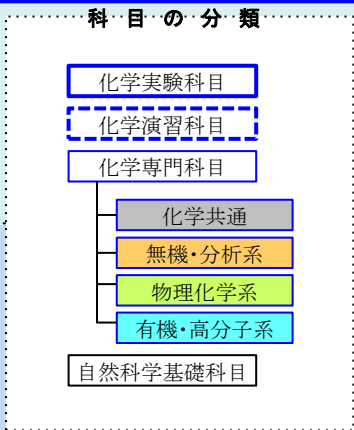 科目の分類
化学実験科目
化学演習科目
化学専門科目
化学共通
無機・分析系
物理化学系
有機・高分子系
自然科学基礎科目